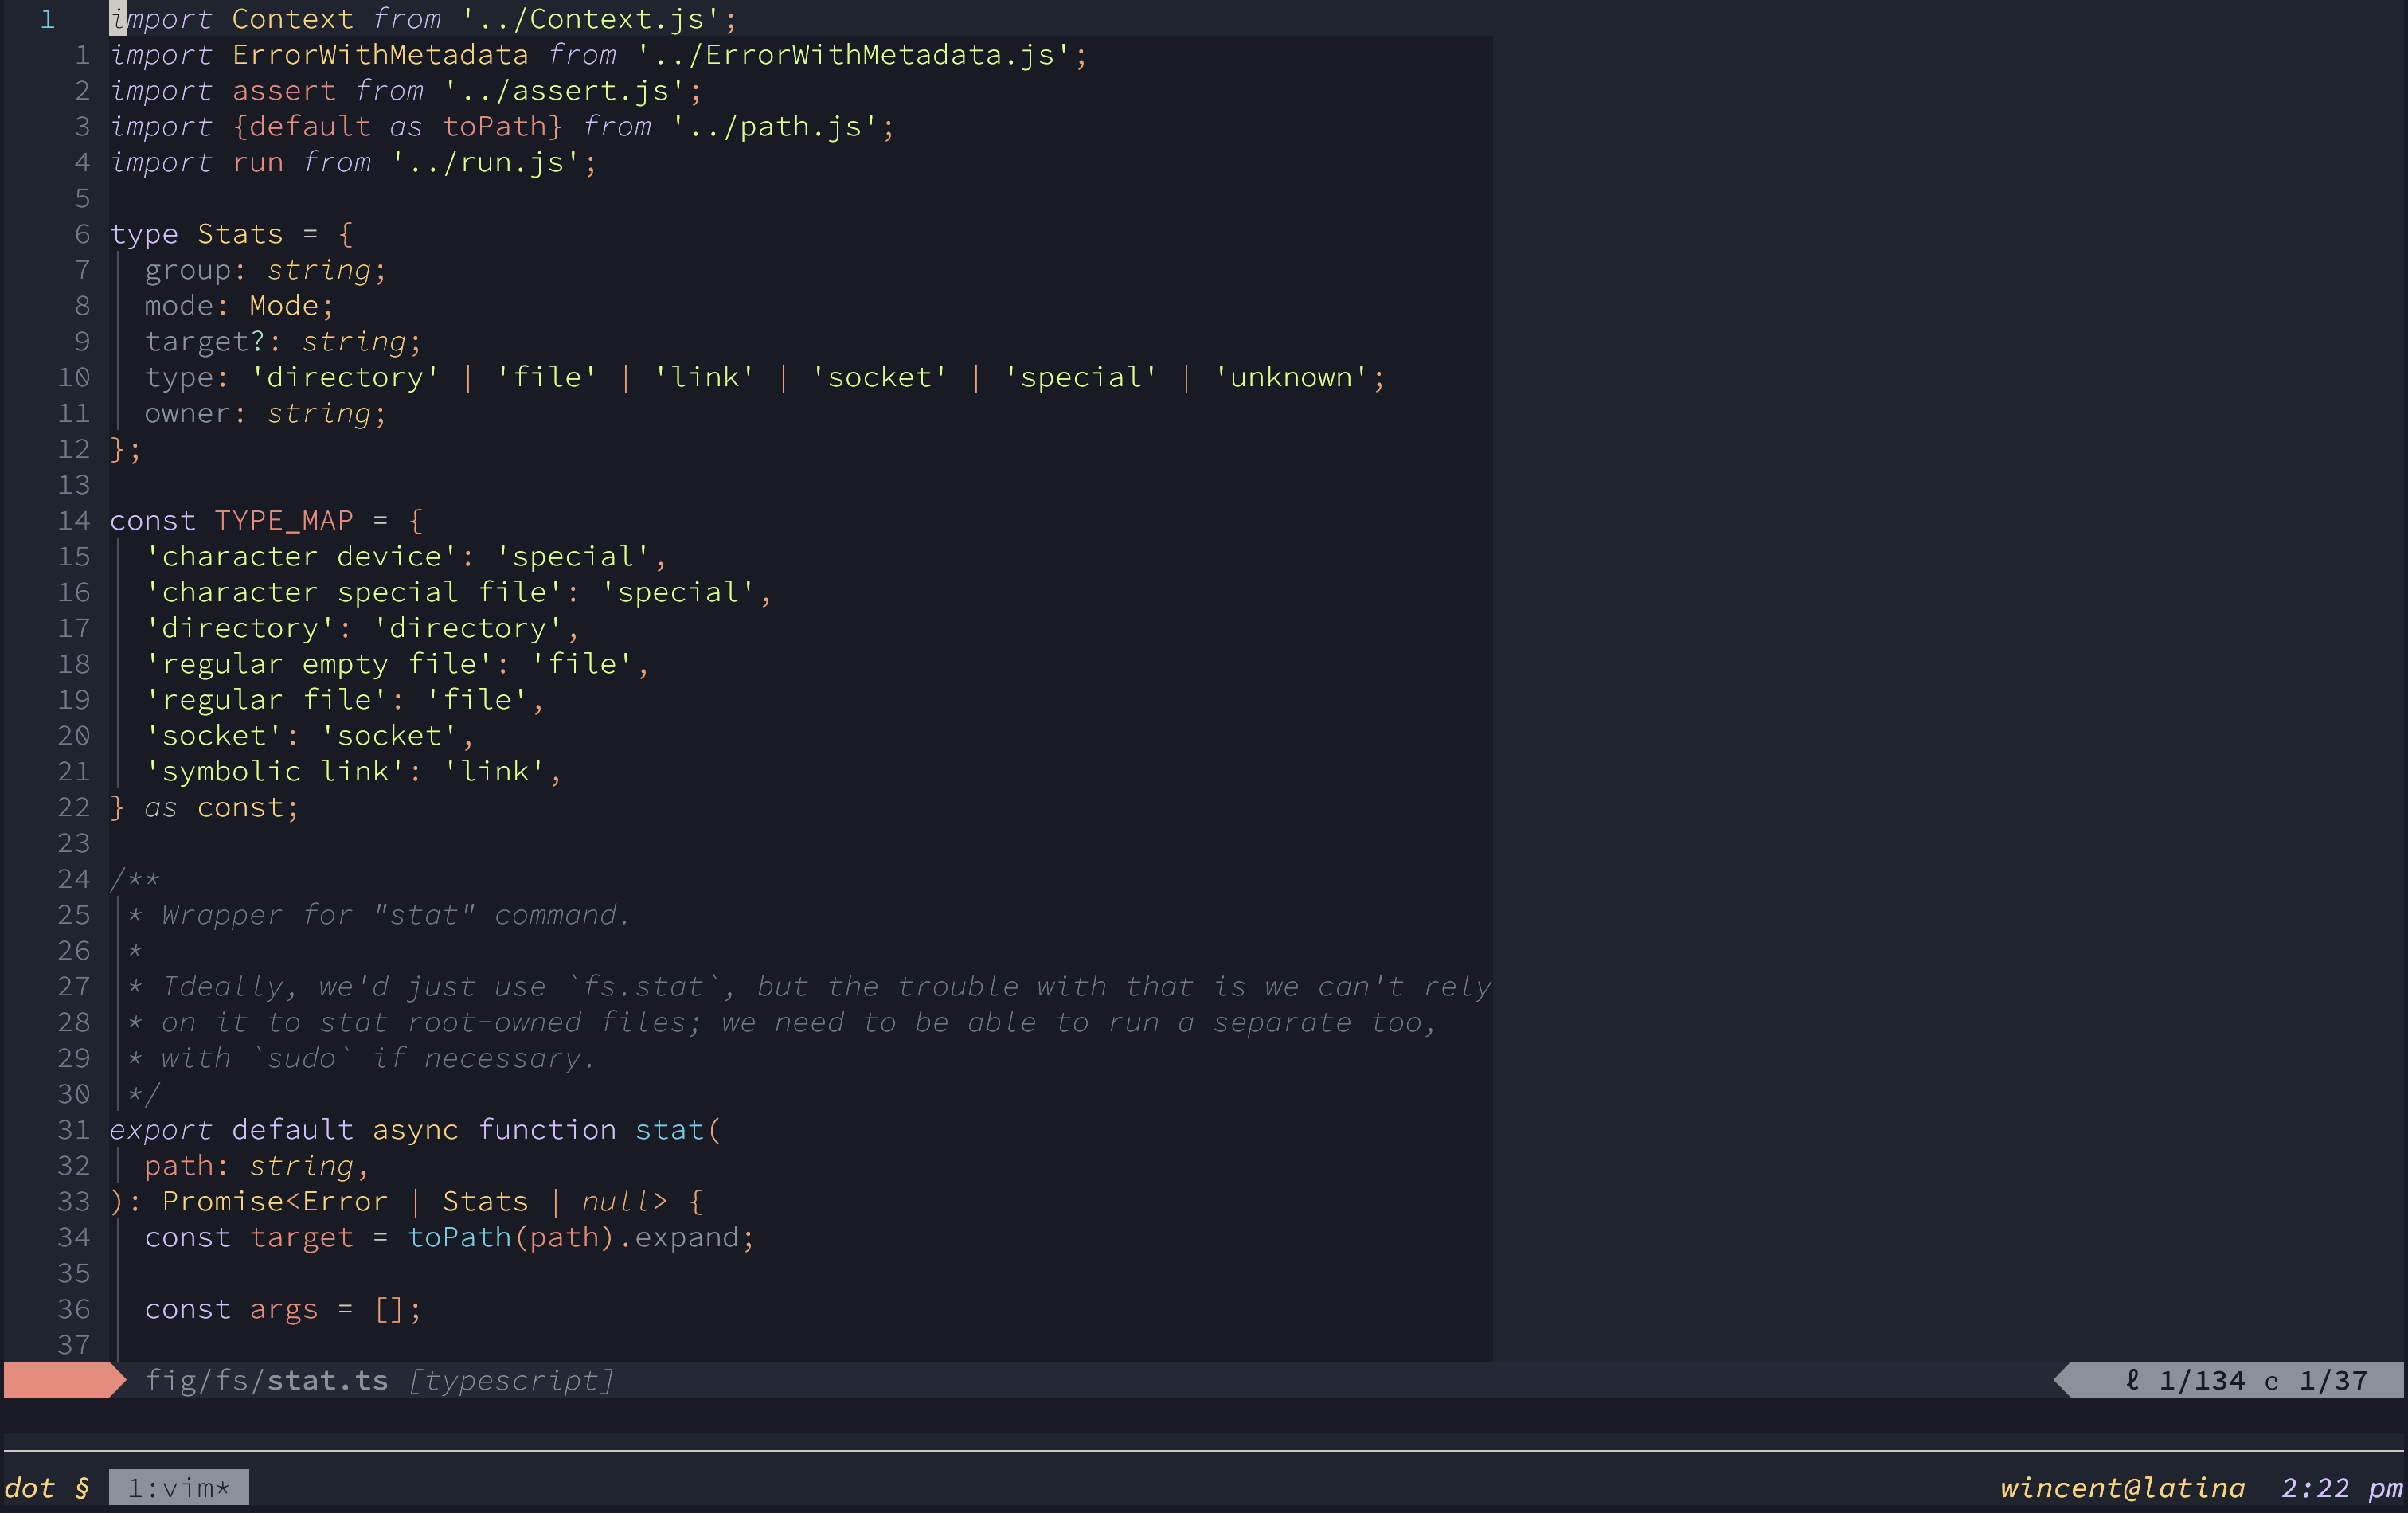 1 import Context from '../Context.js';
1 import ErrorWithMetadata from '../ErrorWithMetadata.js';
2 import assert from '../assert.js';
3 import {default as toPath} from '../path.js';
4 import run from '../run.js';
5
6 type Stats = {
7 group: string;
8 mode: Mode;
9 target?: string;
10 type: 'directory' | 'file' | 'link' | 'socket' | 'special' | 'unknown';
11 owner: string;
12 };
13
14 const TYPE_MAP = {
15 'character device': 'special',
16 'character special file': 'special',
17 'directory': 'directory',
18 'regular empty file': 'file',
19 'regular file': 'file',
20 'socket': 'socket',
21 'symbolic link': 'link',
22 } as const;
23
24 /**
25 * Wrapper for "stat" command.
26 *
27 * Ideally, we'd just use `fs.stat`, but the trouble with that is we can't rely
28 * on it to stat root-owned files; we need to be able to run a separate too,
29 * with `sudo` if necessary.
30 */
31 export default async function stat(
32 path: string,
33 ): Promise<Error | Stats | null> {
34 const target = toPath(path).expand;
35
36 const args = [];
37
fig/fs/stat.ts [typescript] ℓ 1/134 c 1/37
dot § 1:vim* wincent@latina 2:22 pm